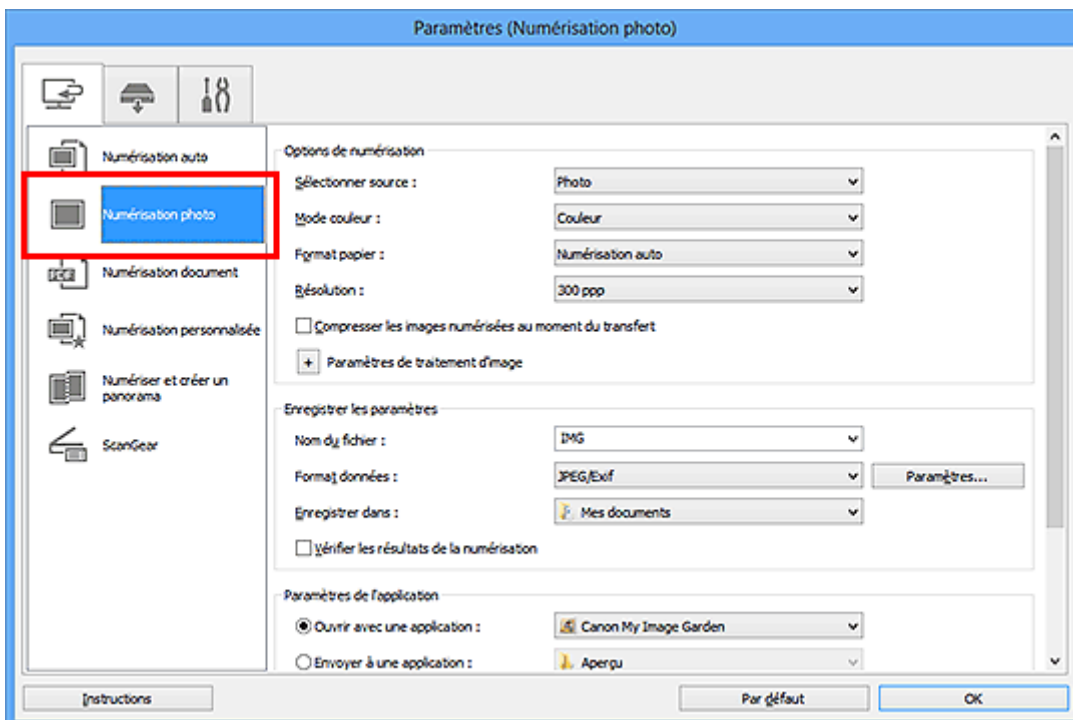 Paramètres (Numérisation photo)
Numérisation auto
Numérisation photo
Numérisation document
Numérisation personnalisée
Numériser et créer un
panorama
ScanGear
Options de numérisation
Sélectionner source : Photo
Mode couleur : Couleur
Format papier : Numérisation auto
Résolution : 300 ppp
Compresser les images numérisées au moment du transfert
+ Paramètres de traitement d'image
Enregistrer les paramètres
Nom du fichier : IMG
Format données : JPEG/Exif Paramètres...
Enregistrer dans : Mes documents
Vérifier les résultats de la numérisation
Paramètres de l'application
Ouvrir avec une application : Canon My Image Garden
Envoyer à une application : Aperçu
Instructions Par défaut OK